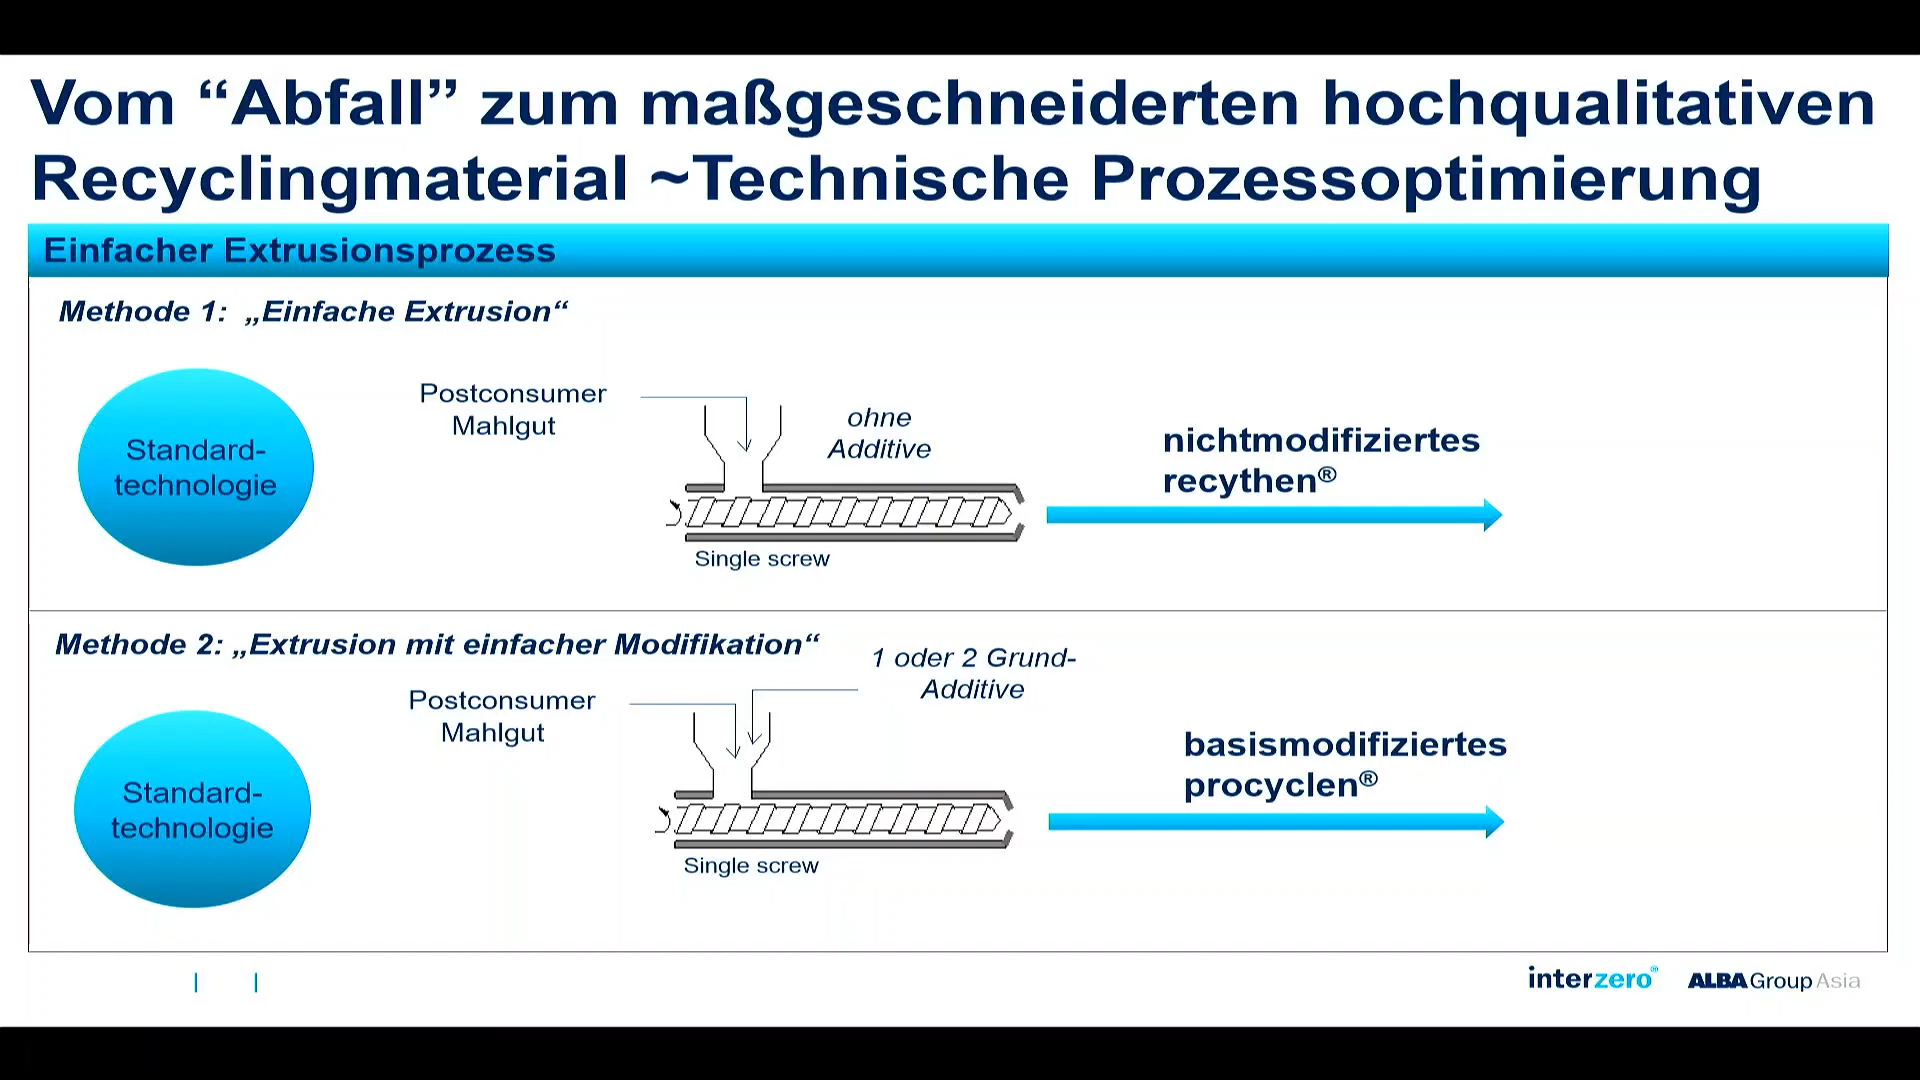 Vom “Abfall” zum maßgeschneiderten hochqualitativen
Recyclingmaterial ~Technische Prozessoptimierung
Einfacher Extrusionsprozess
Methode 1: „Einfache Extrusion“
Standard-
technologie
Postconsumer
Mahlgut
ohne
Additive
Single screw
nichtmodifiziertes
recythen®
Methode 2: „Extrusion mit einfacher Modifikation“
Standard-
technologie
Postconsumer
Mahlgut
1 oder 2 Grund-
Additive
Single screw
basismodifiziertes
procyclen®
interzero®
ALBA Group Asia